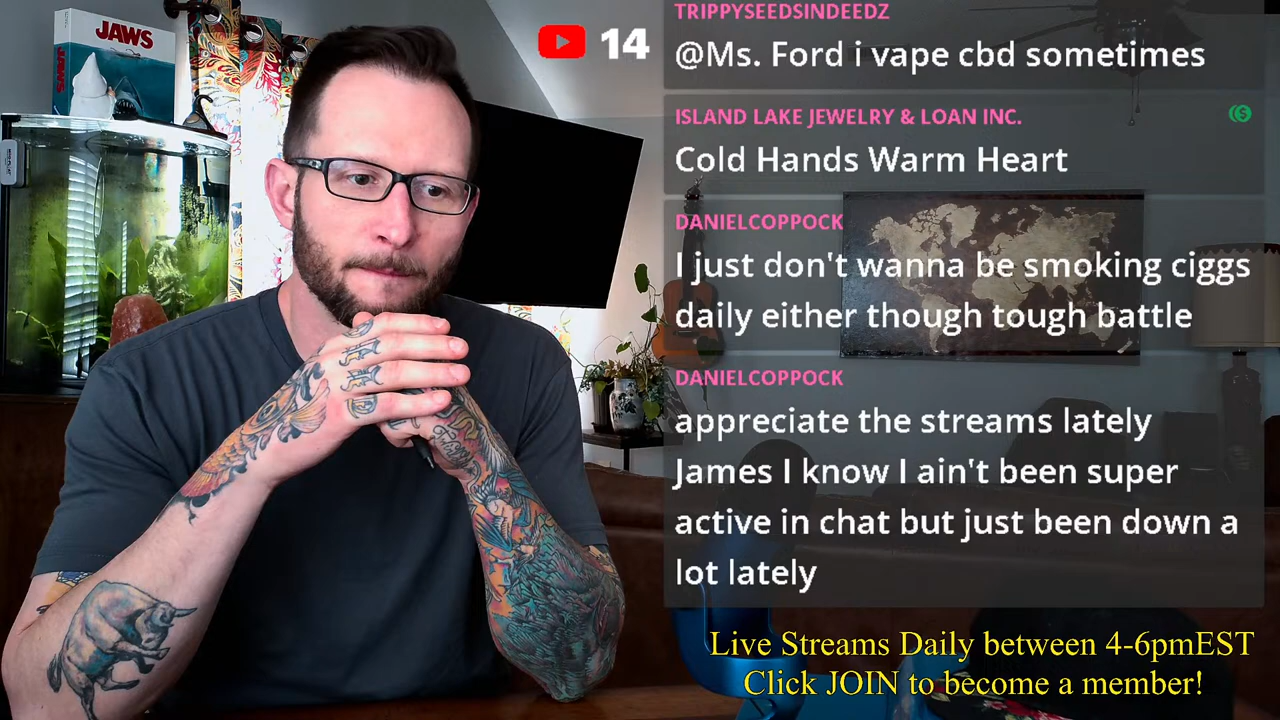 JAWS
JAWS
14
TRIPPYSEEDSINDEEDZ
@Ms. Ford i vape cbd sometimes
ISLAND LAKE JEWELRY & LOAN INC.
Cold Hands Warm Heart
DANIELCOPPOCK
I just don't wanna be smoking ciggs
daily either though tough battle
DANIELCOPPOCK
appreciate the streams lately
James I know I ain't been super
active in chat but just been down a
lot lately
Live Streams Daily between 4-6pmEST
Click JOIN to become a member!